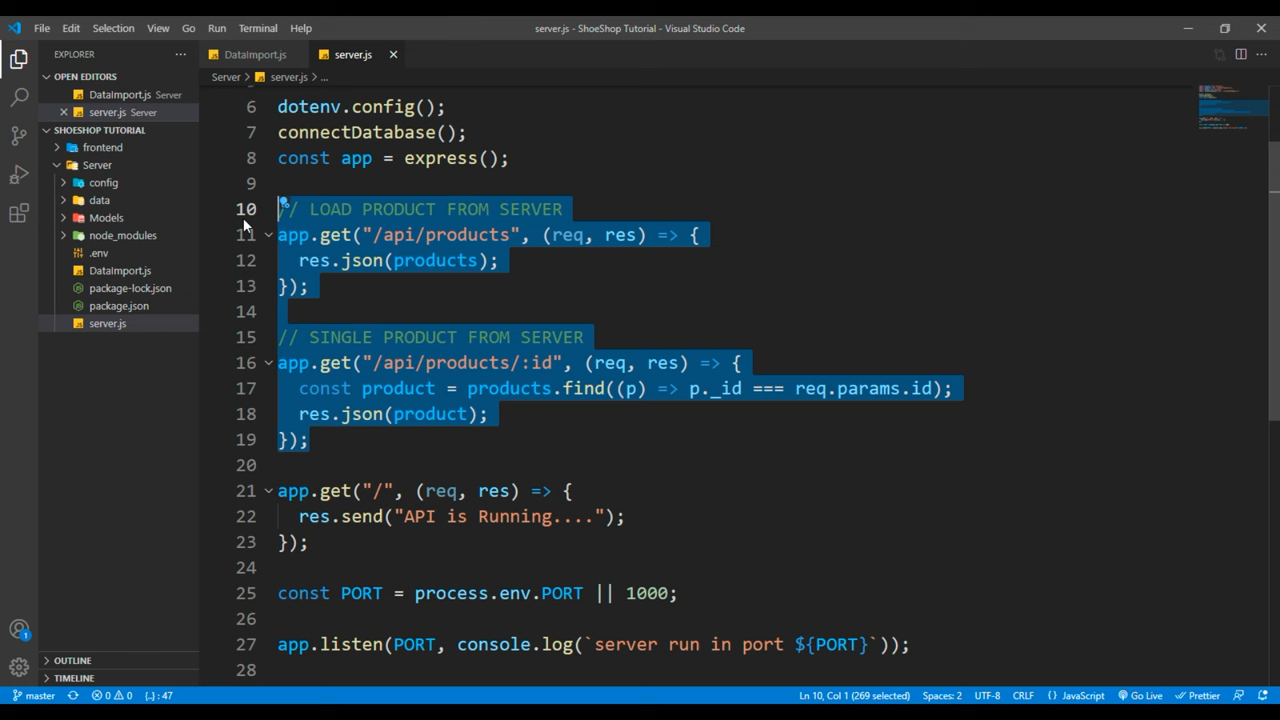 File Edit Selection View Go Run Terminal Help
server.js - ShoeShop Tutorial - Visual Studio Code
EXPLORER
DataImport.js
server.js
OPEN EDITORS
DataImport.js Server
server.js Server
SHOESHOP TUTORIAL
frontend
Server
config
data
Models
node_modules
.env
DataImport.js
package-lock.json
package.json
server.js
OUTLINE
TIMELINE
Server > server.js > ...
6 dotenv.config();
7 connectDatabase();
8 const app = express();
9
10 // LOAD PRODUCT FROM SERVER
11 app.get("/api/products", (req, res) => {
12 res.json(products);
13 });
14
15 // SINGLE PRODUCT FROM SERVER
16 app.get("/api/products/:id", (req, res) => {
17 const product = products.find((p) => p._id === req.params.id);
18 res.json(product);
19 });
20
21 app.get("/", (req, res) => {
22 res.send("API is Running....");
23 });
24
25 const PORT = process.env.PORT || 1000;
26
27 app.listen(PORT, console.log(`server run in port ${PORT}`));
28
1
master 0 0 {..} : 47
Ln 10, Col 1 (269 selected) Spaces: 2 UTF-8 CRLF {} JavaScript Go Live Prettier